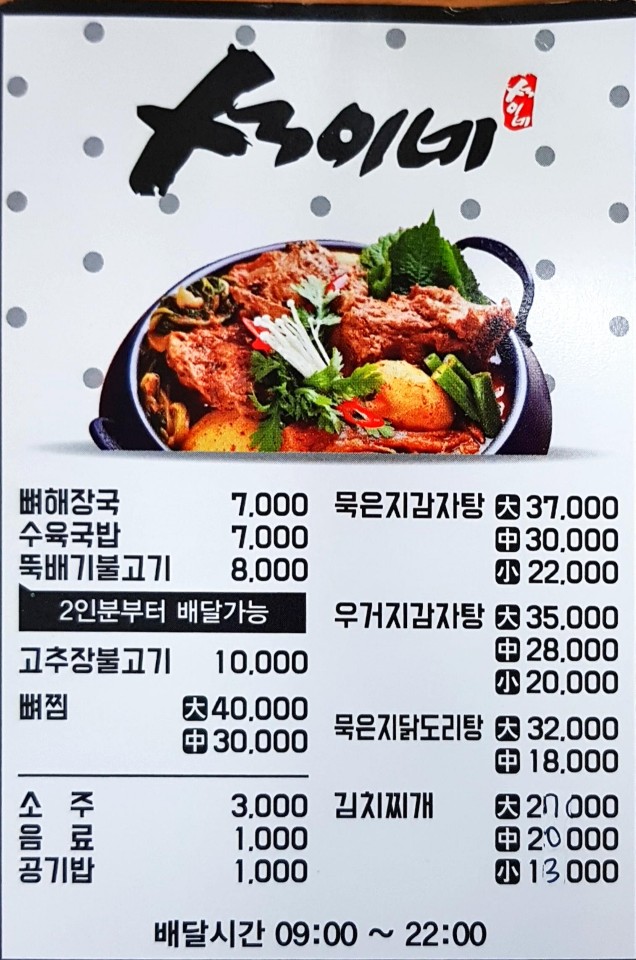 석이네
석이네
뼈해장국 7,000
수육국밥 7,000
뚝배기불고기 8,000
2인분부터 배달가능
고추장불고기 10,000
뼈찜 大 40,000
中 30,000
소 주 3,000
음 료 1,000
공기밥 1,000
묵은지감자탕 大 37,000
中 30,000
小 22,000
우거지감자탕 大 35,000
中 28,000
小 20,000
묵은지닭도리탕 大 32,000
中 18,000
김치찌개 大 27,000
中 20,000
小 13,000
배달시간 09:00 ~ 22:00